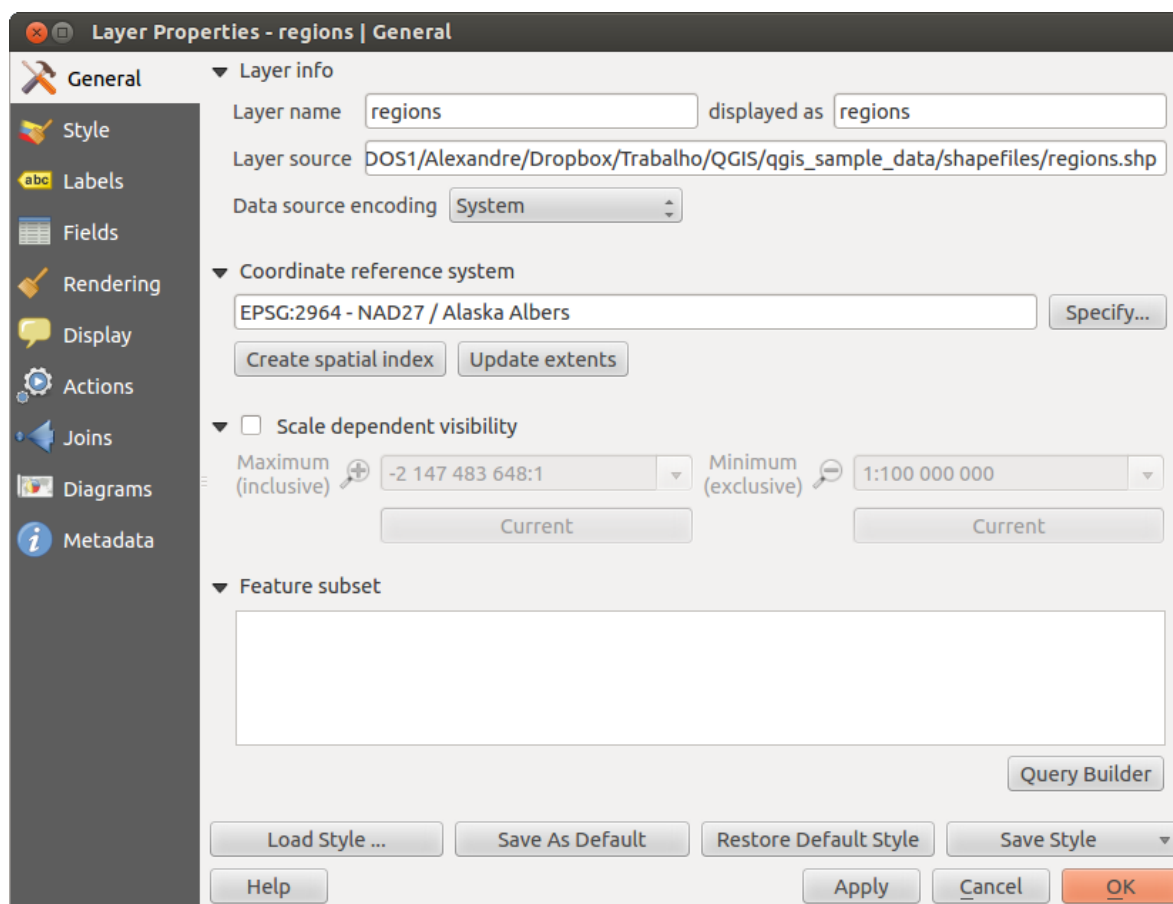 Layer Properties - regions | General
General
Style
abc Labels
Fields
Rendering
Display
Actions
Joins
Diagrams
i Metadata
Layer info
Layer name regions displayed as regions
Layer source DOS1/Alexandre/Dropbox/Trabalho/QGIS/qgis_sample_data/shapefiles/regions.shp
Data source encoding System
Coordinate reference system
EPSG:2964 - NAD27 / Alaska Albers Specify...
Create spatial index Update extents
Scale dependent visibility
Maximum (inclusive) -2 147 483 648:1 Minimum (exclusive) 1:100 000 000
Current Current
Feature subset
Query Builder
Load Style ... Save As Default Restore Default Style Save Style
Help Apply Cancel OK